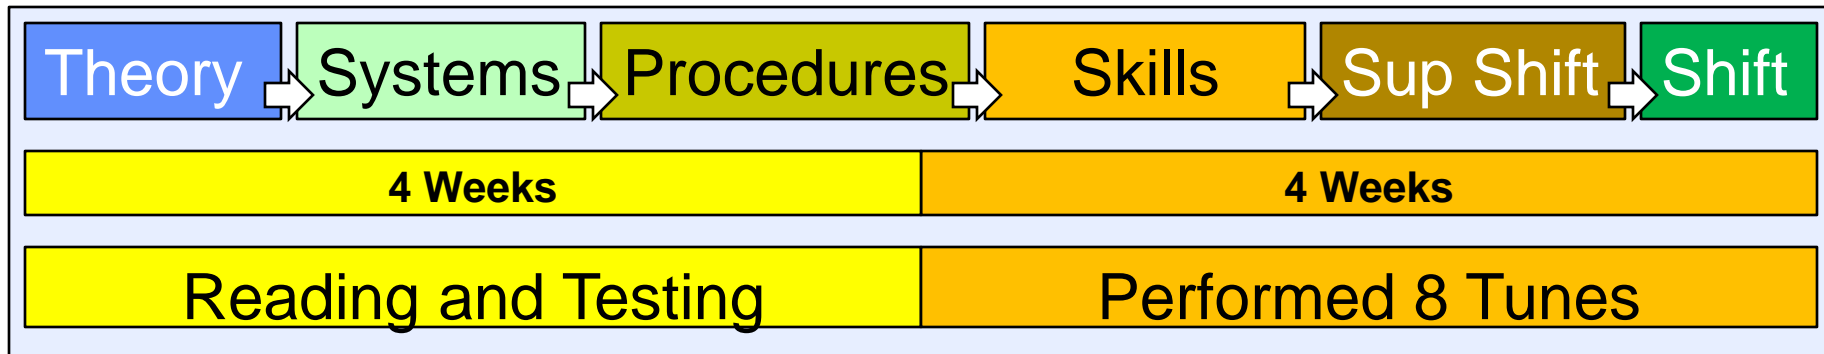 Theory Systems Procedures Skills Sup Shift Shift
4 Weeks 4 Weeks
Reading and Testing Performed 8 Tunes